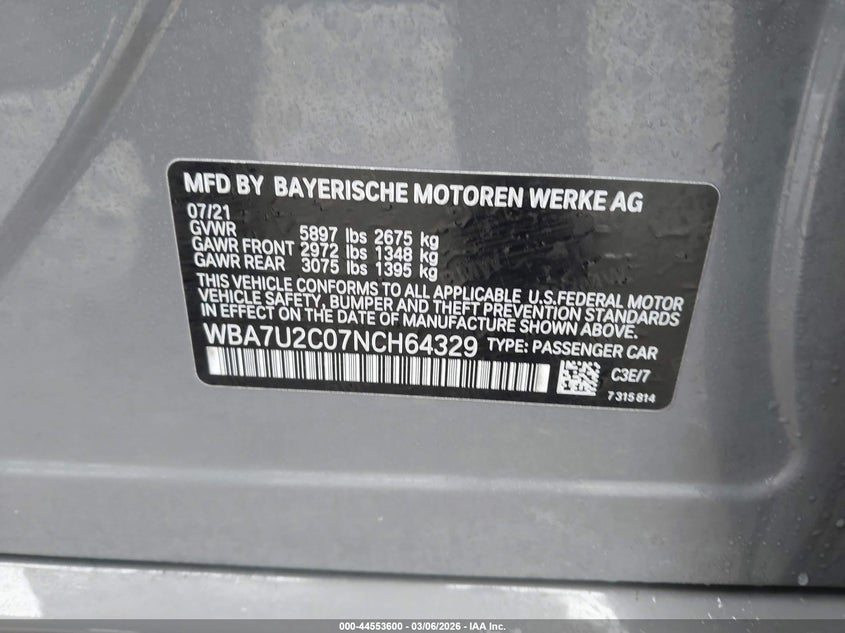 MFD BY BAYERISCHE MOTOREN WERKE AG
07/21
GVWR 5897 lbs 2675 kg
GAWR FRONT 2972 lbs 1348 kg
GAWR REAR 3075 lbs 1395 kg
THIS VEHICLE CONFORMS TO ALL APPLICABLE U.S.FEDERAL MOTOR
VEHICLE SAFETY, BUMPER AND THEFT PREVENTION STANDARDS
IN EFFECT ON THE DATE OF MANUFACTURE SHOWN ABOVE.
WBA7U2C07NCH64329 TYPE: PASSENGER CAR
C3E/7
7315814
000-44553600 | 03/06/2026 - IAA Inc.